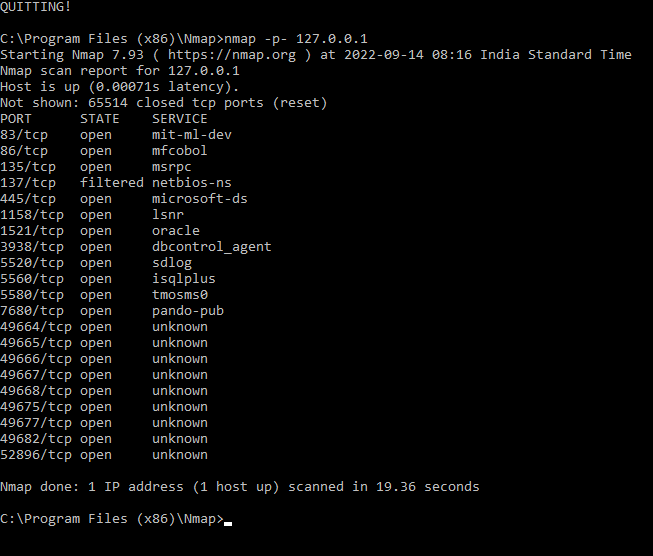 QUITTING!
C:\Program Files (x86)\Nmap>nmap -p- 127.0.0.1
Starting Nmap 7.93 ( https://nmap.org ) at 2022-09-14 08:16 India Standard Time
Nmap scan report for 127.0.0.1
Host is up (0.00071s latency).
Not shown: 65514 closed tcp ports (reset)
PORT      STATE    SERVICE
83/tcp    open     mit-ml-dev
86/tcp    open     mfcobol
135/tcp   open     msrpc
137/tcp   filtered netbios-ns
445/tcp   open     microsoft-ds
1158/tcp  open     lsnr
1521/tcp  open     oracle
3938/tcp  open     dbcontrol_agent
5520/tcp  open     sdlog
5560/tcp  open     isqlplus
5580/tcp  open     tmosms0
7680/tcp  open     pando-pub
49664/tcp open     unknown
49665/tcp open     unknown
49666/tcp open     unknown
49667/tcp open     unknown
49668/tcp open     unknown
49675/tcp open     unknown
49677/tcp open     unknown
49682/tcp open     unknown
52896/tcp open     unknown
Nmap done: 1 IP address (1 host up) scanned in 19.36 seconds
C:\Program Files (x86)\Nmap>